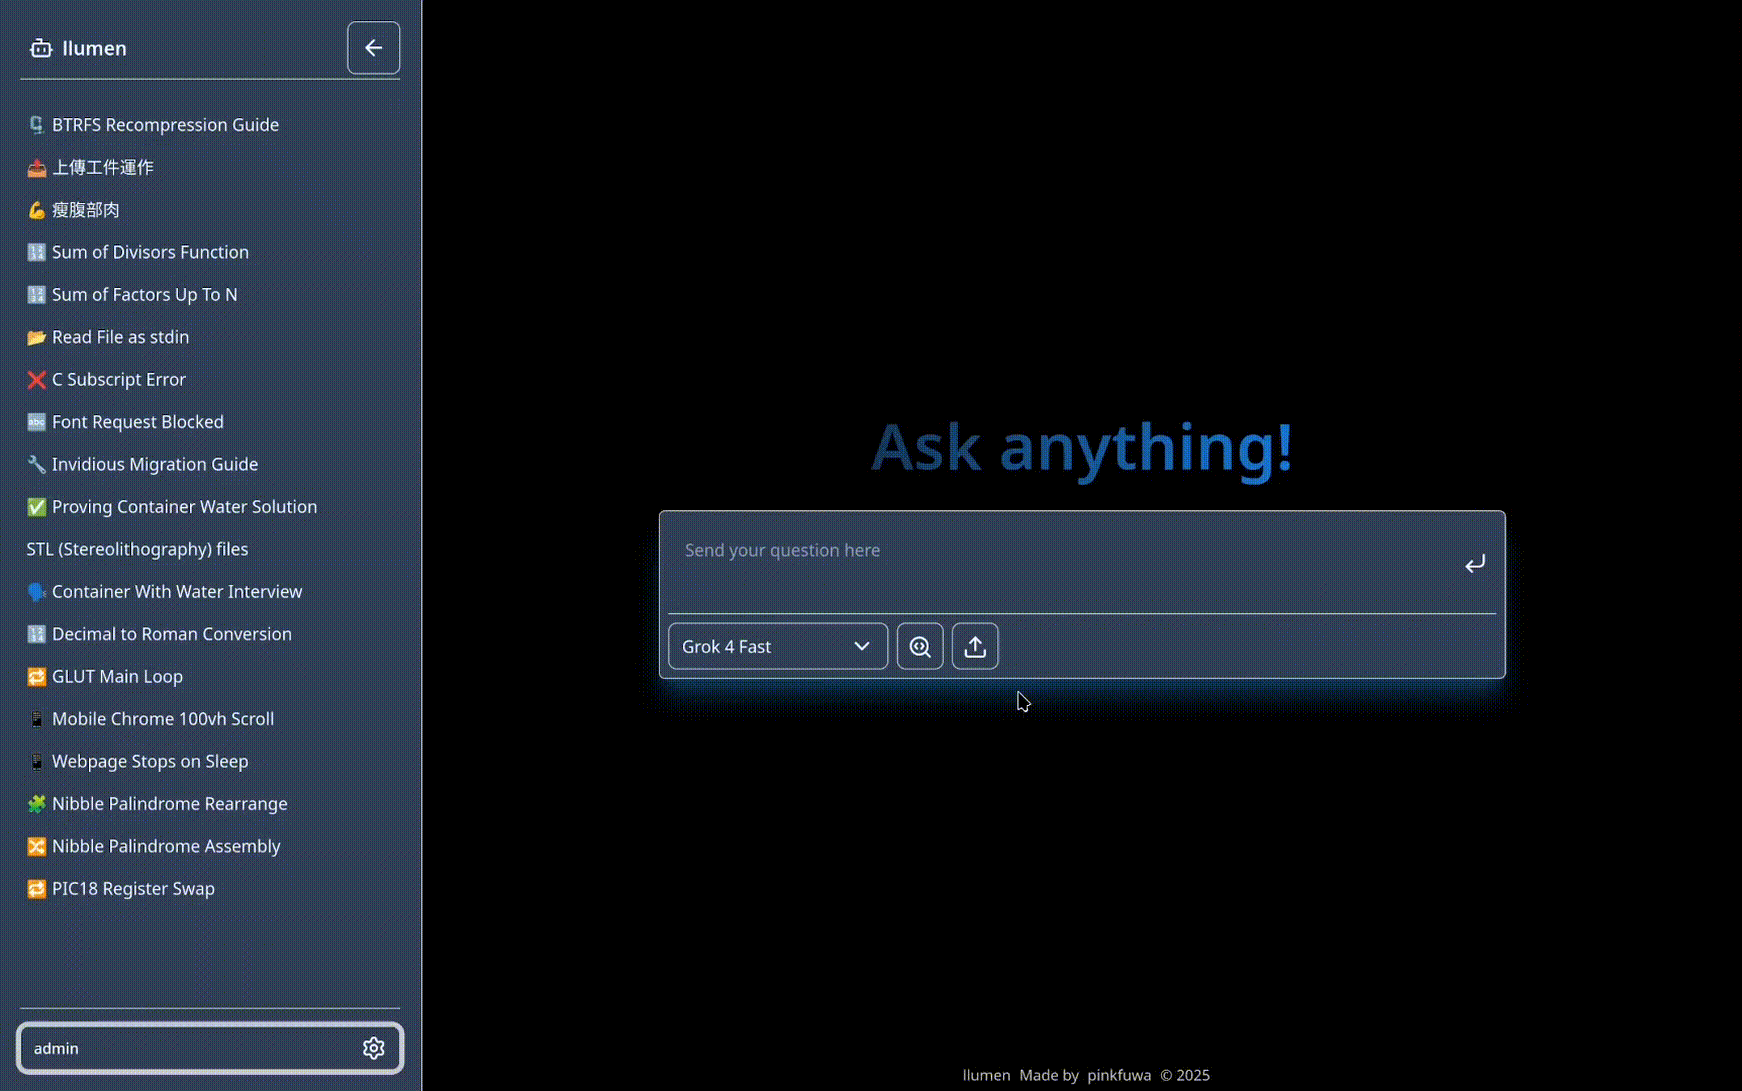 llumen
BTRFS Recompression Guide
上傳工件運作
瘦腹部肉
Sum of Divisors Function
Sum of Factors Up To N
Read File as stdin
C Subscript Error
Font Request Blocked
Invidious Migration Guide
Proving Container Water Solution
STL (Stereolithography) files
Container With Water Interview
Decimal to Roman Conversion
GLUT Main Loop
Mobile Chrome 100vh Scroll
Webpage Stops on Sleep
Nibble Palindrome Rearrange
Nibble Palindrome Assembly
PIC18 Register Swap
admin
Ask anything!
Send your question here
Grok 4 Fast
llumen Made by pinkfuwa © 2025